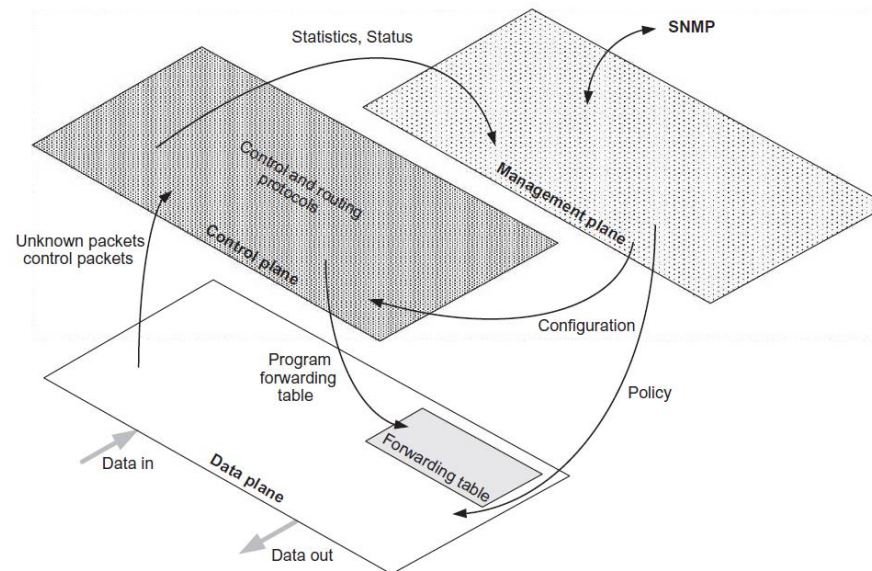 Statistics, Status
SNMP
Control and routing
protocols
Control plane
Management plane
Unknown packets
control packets
Configuration
Program
forwarding
table
Policy
Forwarding table
Data in
Data plane
Data out